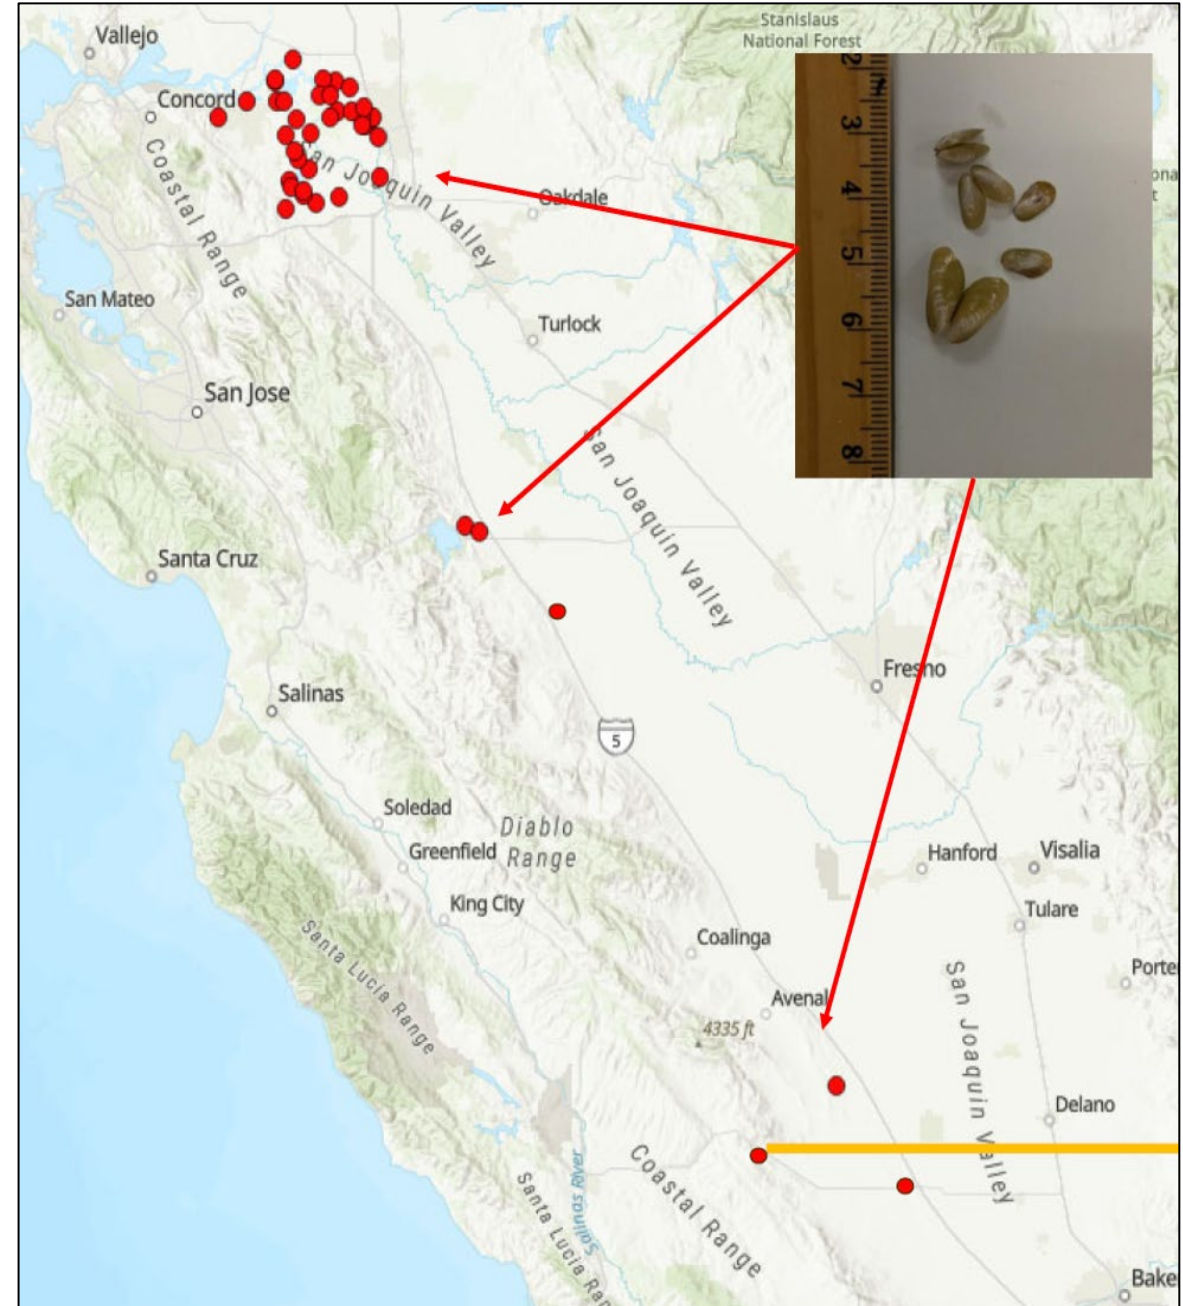 Stanislaus
National Forest
Vallejo
Concord
Coastal Range
San Joaquin Valley
Oakdale
San Mateo
Turlock
San Jose
2
3
4
5
6
7
8
San Joaquin Valley
Santa Cruz
Fresno
Salinas
5
Soledad
Diablo
Range
Greenfield
Hanford
Visalia
King City
Tulare
Coalinga
Santa Lucia Range
Porte
Avenal
4335 ft
San Joaquin Valley
Delano
Coastal Range
Salinas River
Santa Lucia Ran
Bake